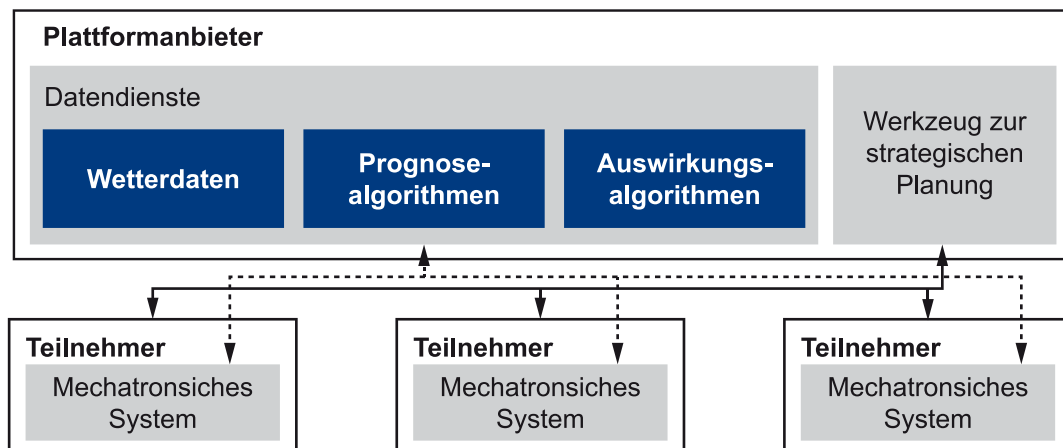 Plattformanbieter
Datendienste
Wetterdaten
Prognose-
algorithmen
Auswirkungs-
algorithmen
Werkzeug zur
strategischen
Planung
Teilnehmer
Mechatronsiches
System
Teilnehmer
Mechatronsiches
System
Teilnehmer
Mechatronsiches
System